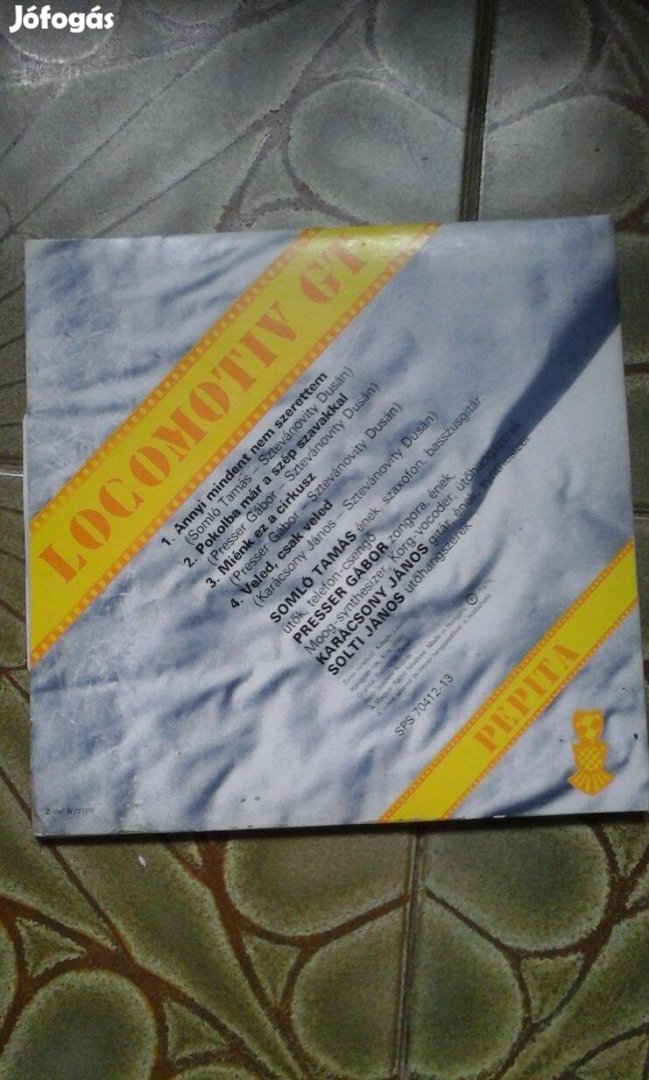 Jófogás
LOCOMOTIV GT
1. Annyi mindent nem szerettem
(Somló Tamás – Sztevánovity Dusán)
2. Pokolba már a szép szavakkal
(Presser Gábor – Sztevánovity Dusán)
3. Miénk ez a cirkusz
(Presser Gábor – Sztevánovity Dusán)
4. Veled, csak veled
(Karácsony János – Sztevánovity Dusán)
SOMLÓ TAMÁS ének, szaxofon, basszusgitár
ütők, telefon-csengő
PRESSER GÁBOR zongora, ének
Moog-synthesizer, Korg-vocoder,
KARÁCSONY JÁNOS gitár, ének,
SOLTI JÁNOS ütőhangszerek
SPS 70412-13
PEPITA